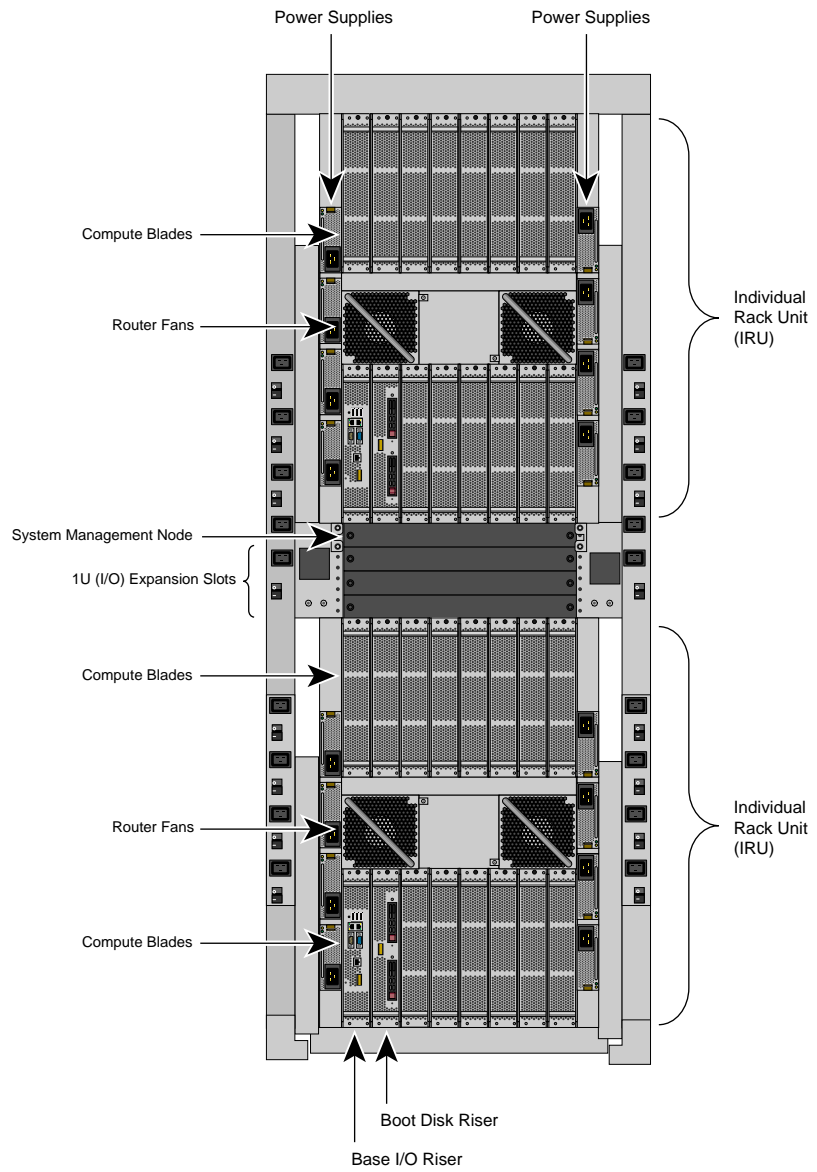 Power Supplies
Power Supplies
Compute Blades
Router Fans
Individual
Rack Unit
(IRU)
System Management Node
1U (I/O) Expansion Slots
Compute Blades
Router Fans
Individual
Rack Unit
(IRU)
Compute Blades
Boot Disk Riser
Base I/O Riser